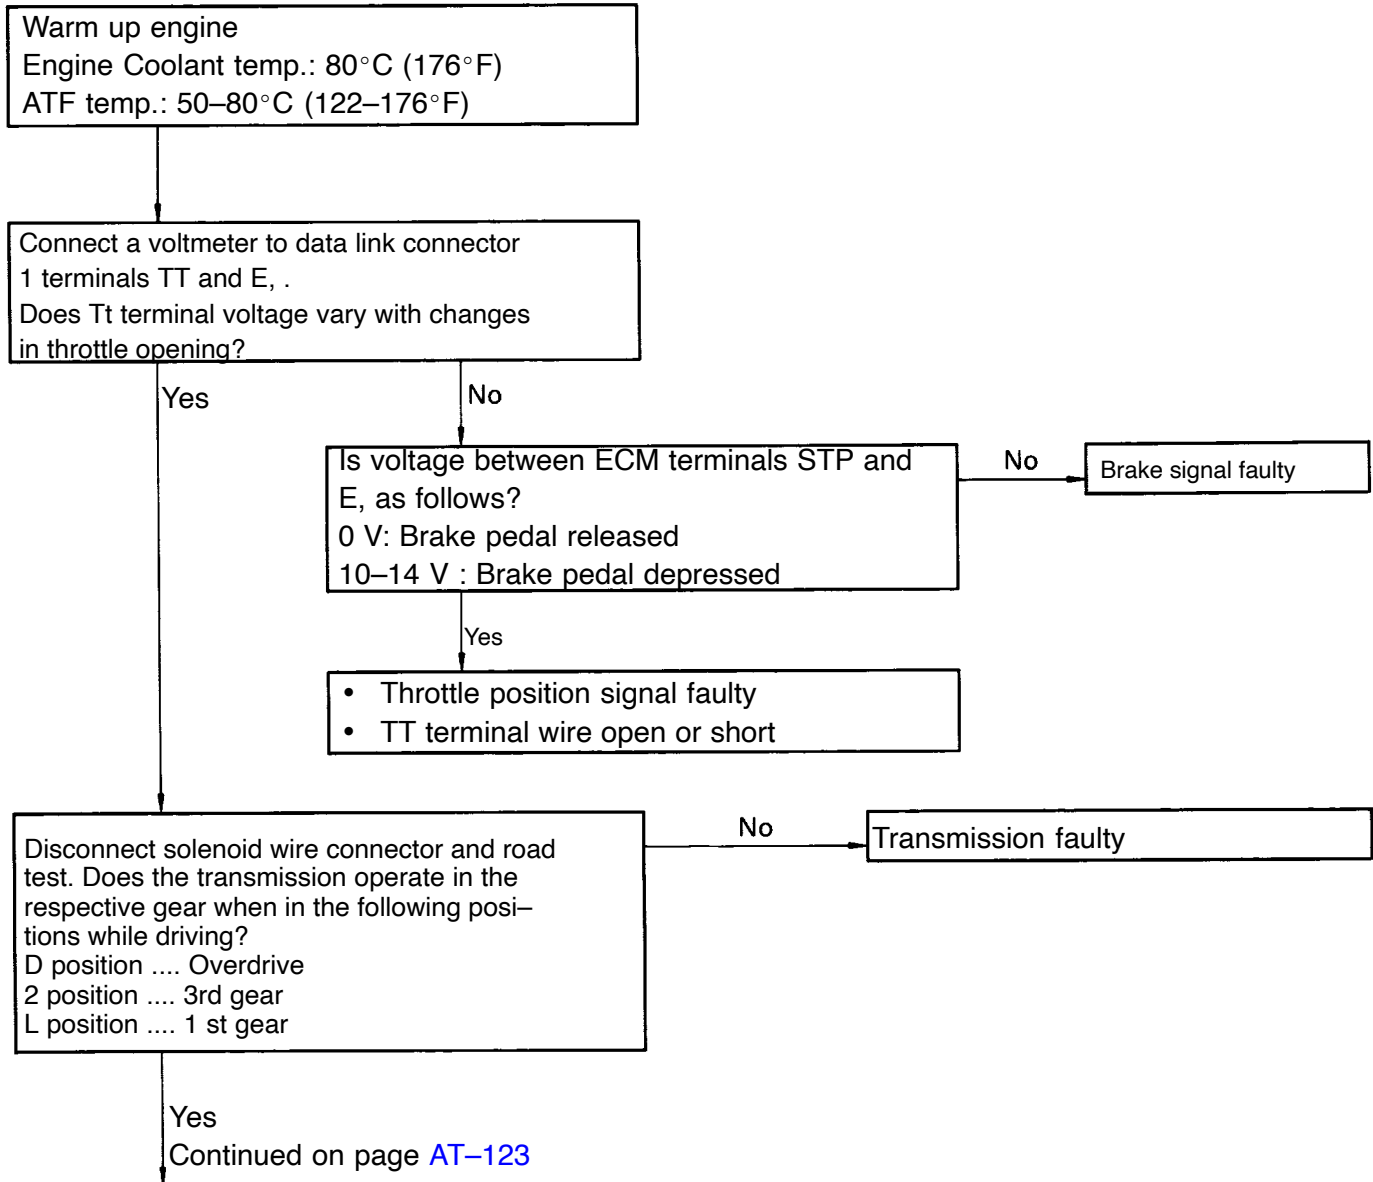 Warm up engine
Engine Coolant temp.: 80°C (176°F)
ATF temp.: 50–80°C (122–176°F)
Connect a voltmeter to data link connector
1 terminals TT and E, .
Does Tt terminal voltage vary with changes
in throttle opening?
Yes
No
Is voltage between ECM terminals STP and
E, as follows?
0 V: Brake pedal released
10–14 V : Brake pedal depressed
No
Brake signal faulty
Yes
• Throttle position signal faulty
• TT terminal wire open or short
Disconnect solenoid wire connector and road
test. Does the transmission operate in the
respective gear when in the following posi–
tions while driving?
D position .... Overdrive
2 position .... 3rd gear
L position .... 1 st gear
No
Transmission faulty
Yes
Continued on page AT–123